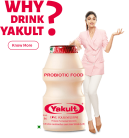 WHY
DRINK
YAKULT ?
Know More
PROBIOTIC FOOD
Yakult